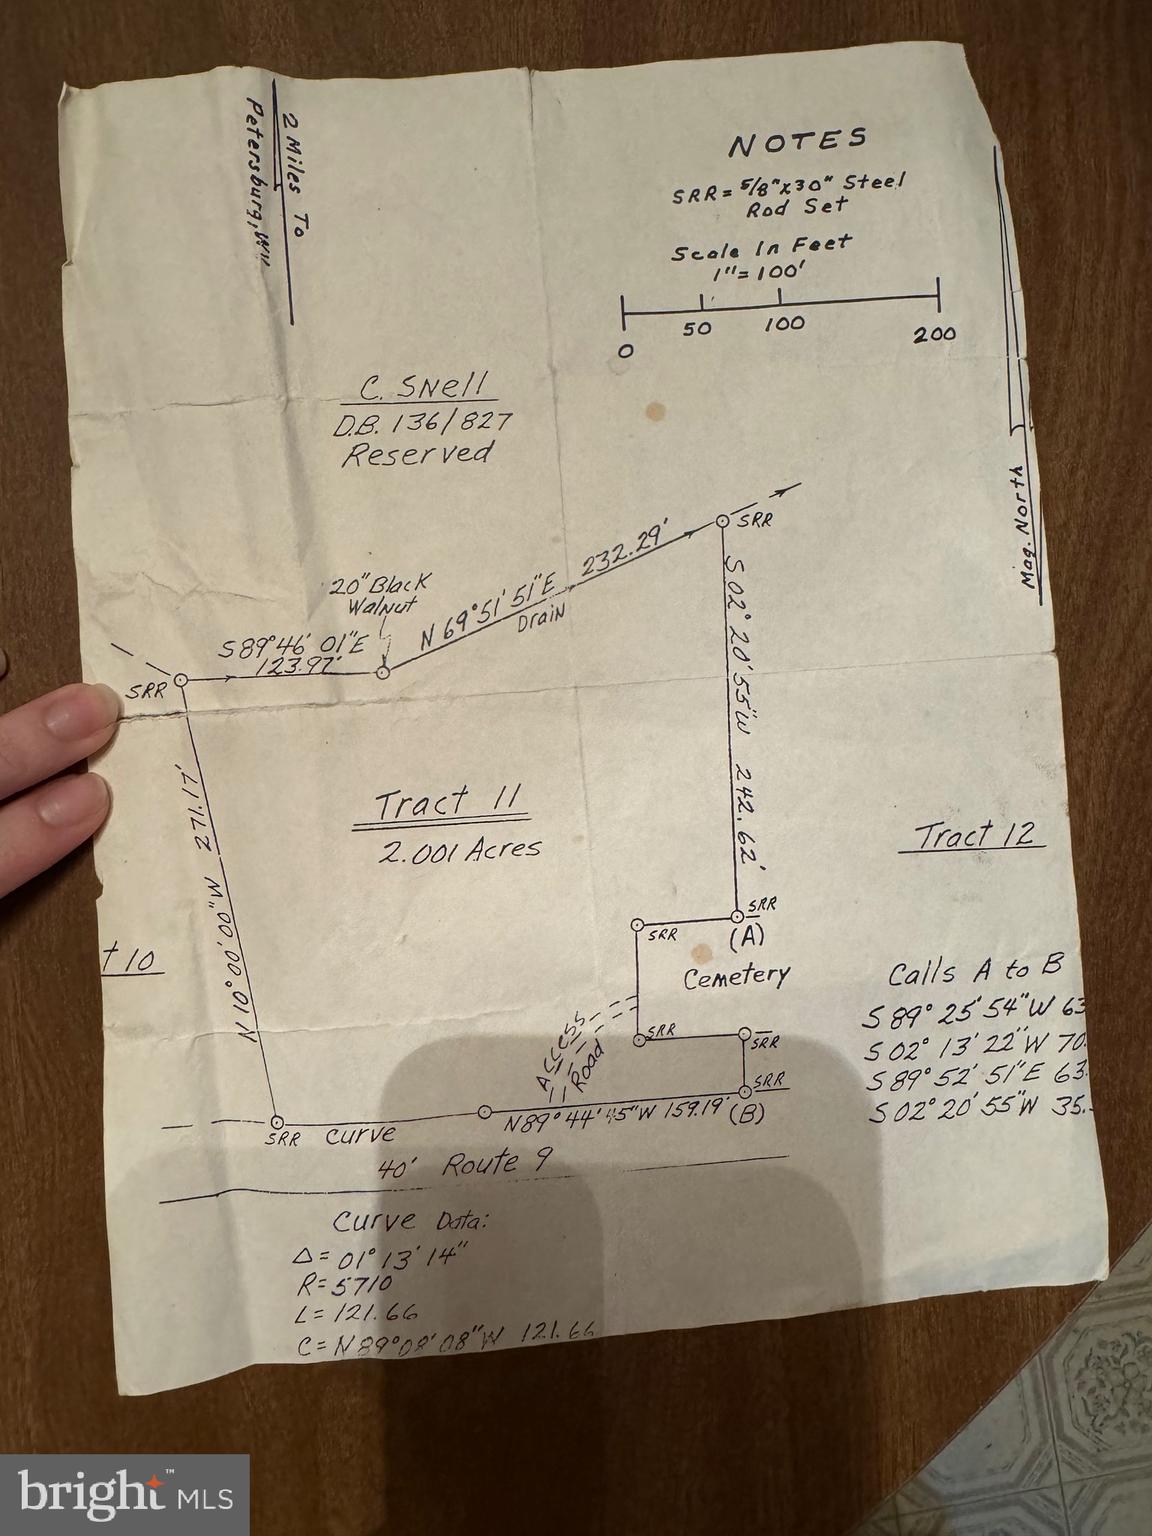 2 Miles To
Petersburg, WV
NOTES
SRR = 5/8" x 30" Steel
Rod Set
Scale In Feet
1" = 100'
0 50 100 200
Mag. North
C. Snell
D.B. 136/827
Reserved
20" Black
Walnut
S 89° 46' 01" E
123.97'
N 69° 51' 51" E 232.29'
Drain
SRR
SRR
S 02° 20' 55" W 242.62'
N 10° 00' 00" W 271.17'
Tract 11
2.001 Acres
Tract 12
t 10
SRR
(A)
SRR
Cemetery
Calls A to B
S 89° 25' 54" W 63
S 02° 13' 22" W 70.
S 89° 52' 51" E 63.
S 02° 20' 55" W 35.
SRR
SRR
SRR
(B)
Access
Road
N 89° 44' 45" W 159.19'
SRR
Curve
40' Route 9
Curve Data:
Δ = 01° 13' 14"
R = 5710
L = 121.66
C = N 89° 08' 08" W 121.66
bright™ MLS